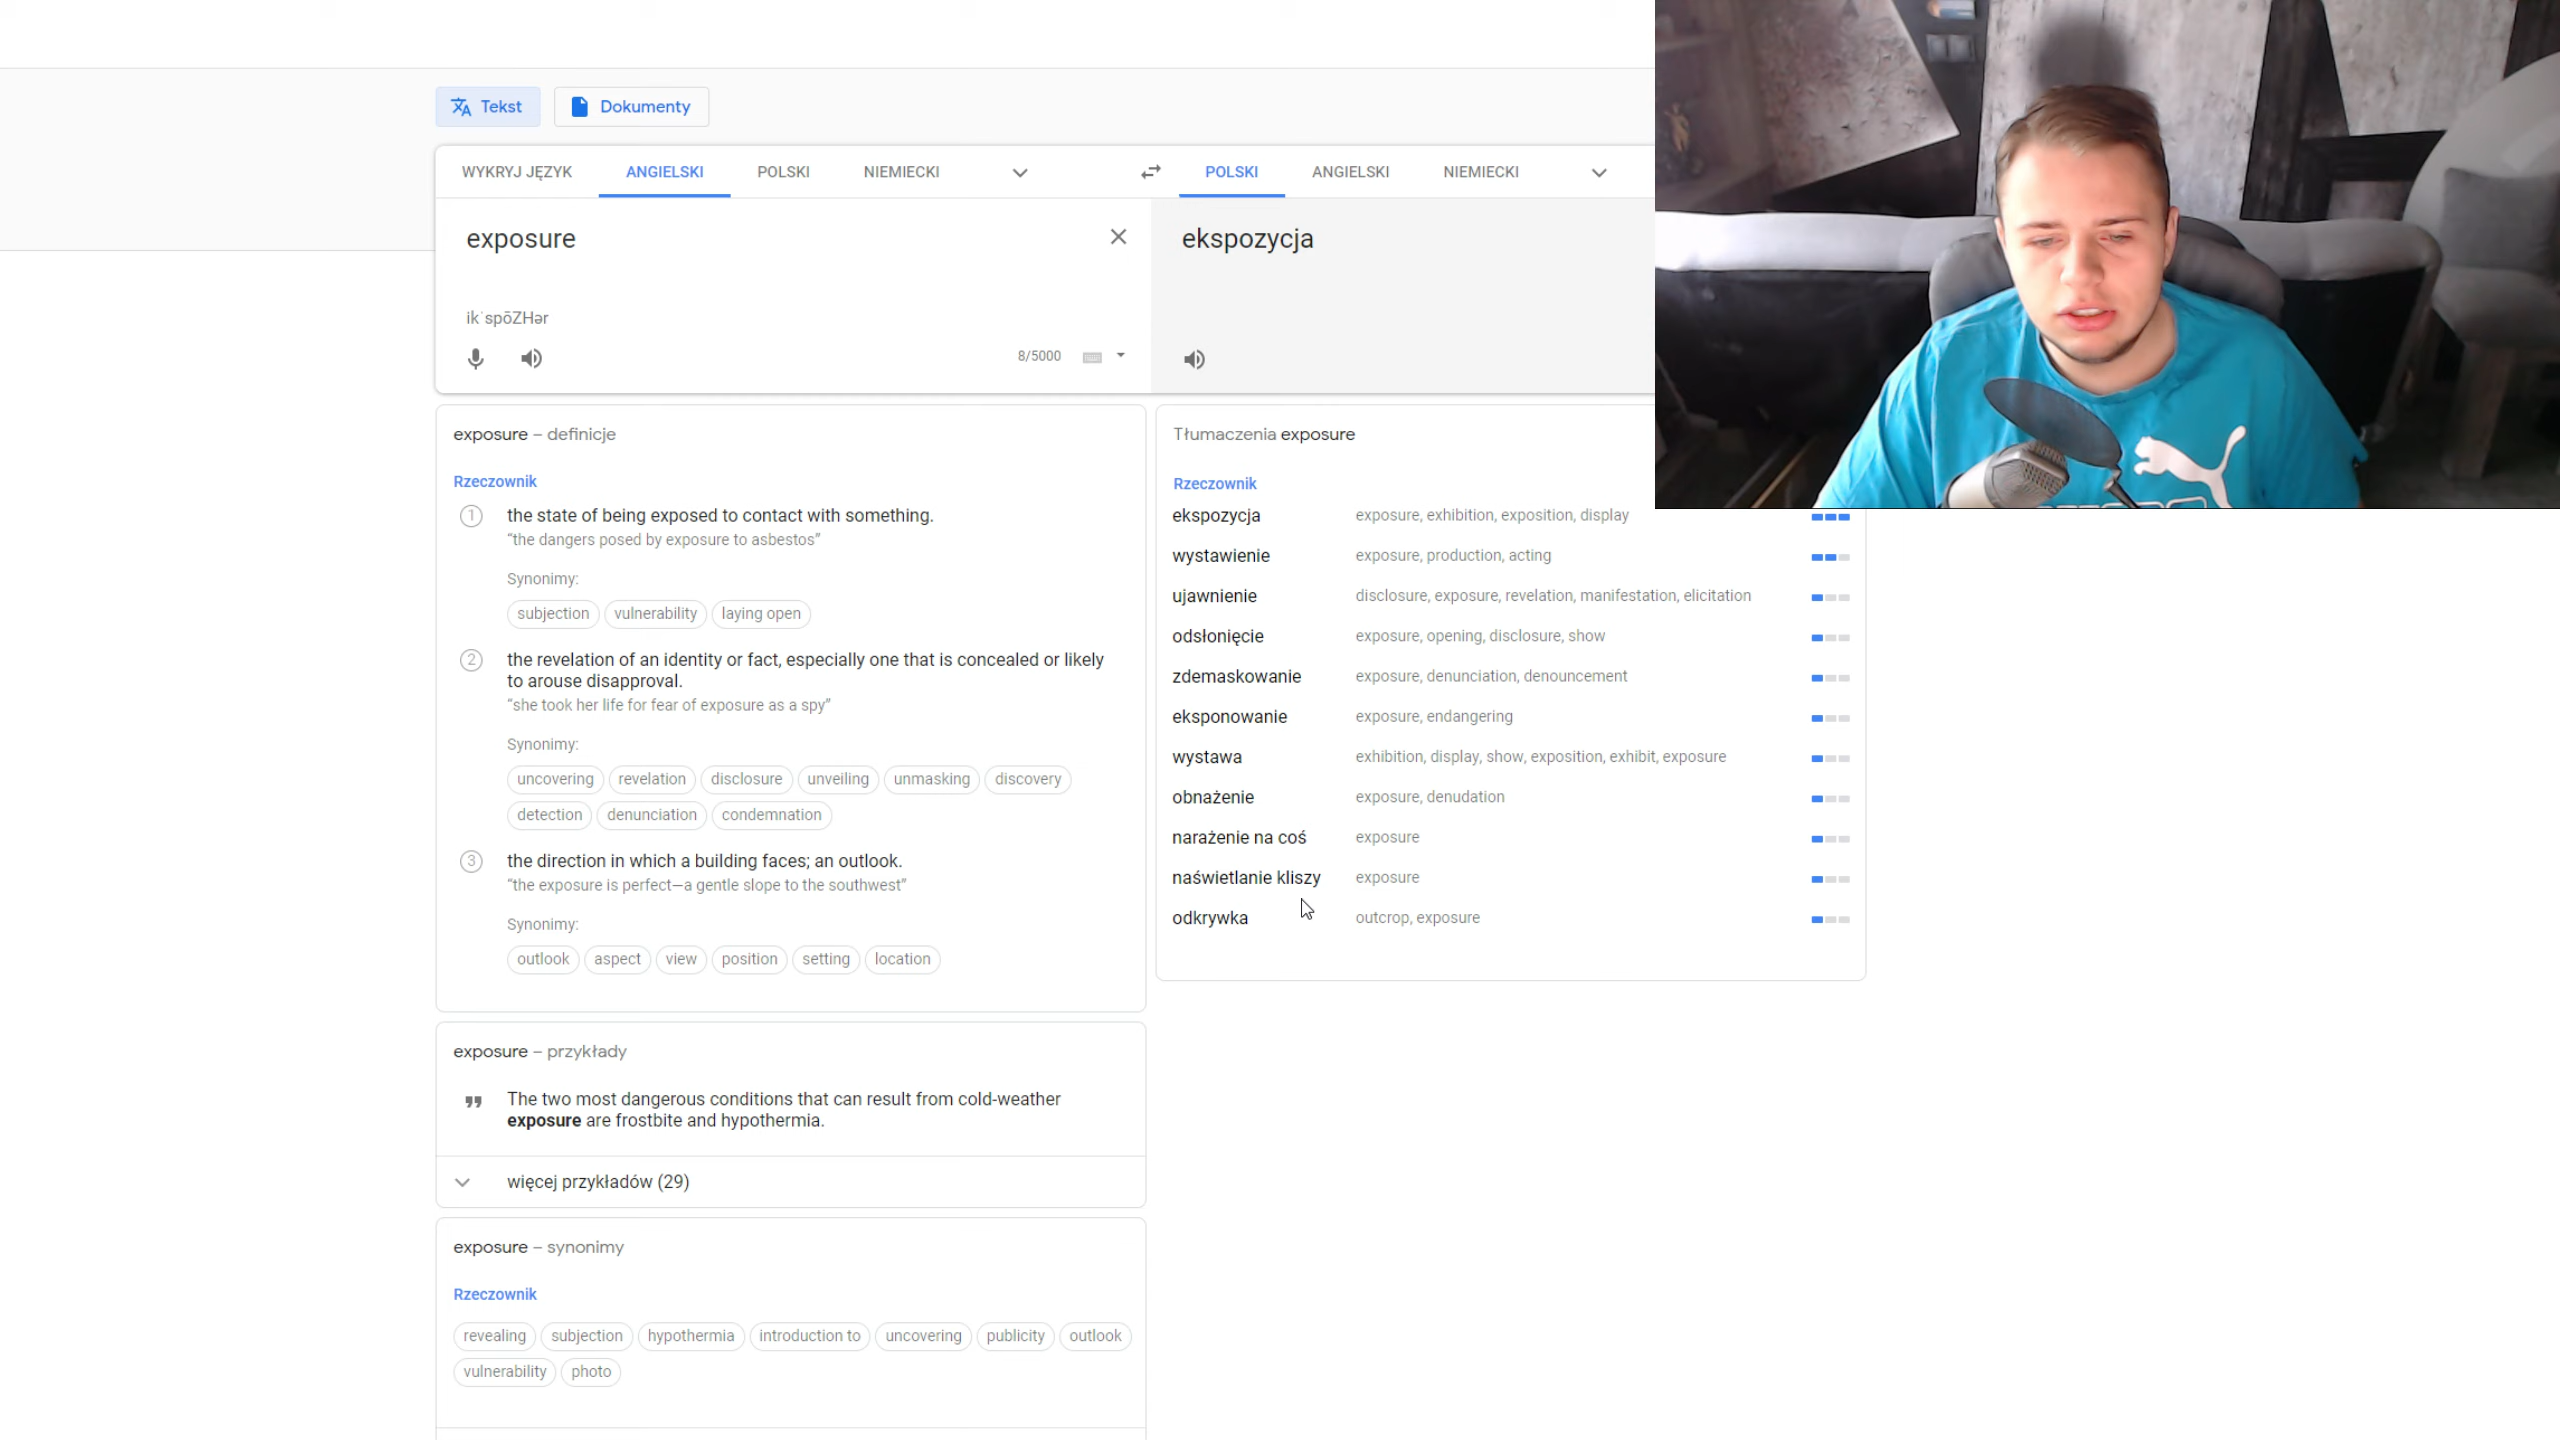 Tekst
Dokumenty
WYKRYJ JĘZYK
ANGIELSKI
POLSKI
NIEMIECKI
POLSKI
ANGIELSKI
NIEMIECKI
exposure
ekspozycja
ikˈspōZHər
8/5000
exposure – definicje
Rzeczownik
1 the state of being exposed to contact with something.
“the dangers posed by exposure to asbestos”
Synonimy:
subjection vulnerability laying open
2 the revelation of an identity or fact, especially one that is concealed or likely
to arouse disapproval.
“she took her life for fear of exposure as a spy”
Synonimy:
uncovering revelation disclosure unveiling unmasking discovery
detection denunciation condemnation
3 the direction in which a building faces; an outlook.
“the exposure is perfect—a gentle slope to the southwest”
Synonimy:
outlook aspect view position setting location
Tłumaczenia exposure
Rzeczownik
ekspozycja exposure, exhibition, exposition, display
wystawienie exposure, production, acting
ujawnienie disclosure, exposure, revelation, manifestation, elicitation
odsłonięcie exposure, opening, disclosure, show
zdemaskowanie exposure, denunciation, denouncement
eksponowanie exposure, endangering
wystawa exhibition, display, show, exposition, exhibit, exposure
obnażenie exposure, denudation
narażenie na coś exposure
naświetlanie kliszy exposure
odkrywka outcrop, exposure
exposure – przykłady
The two most dangerous conditions that can result from cold-weather
exposure are frostbite and hypothermia.
więcej przykładów (29)
exposure – synonimy
Rzeczownik
revealing subjection hypothermia introduction to uncovering publicity outlook
vulnerability photo